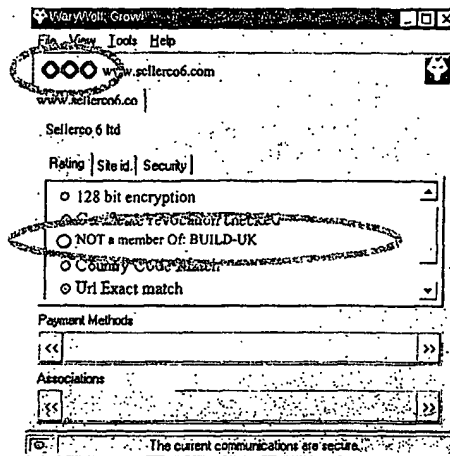 WaryWolf: Growl
File View Tools Help
www.sellerco6.com
www.sellerco6.co
Sellerco 6 ltd
Rating Site id. Security
128 bit encryption
NOT a member Of: BUILD-UK
Country Code Match
Url Exact match
Payment Methods
<< >>
Associations
<< >>
The current communications are secure.